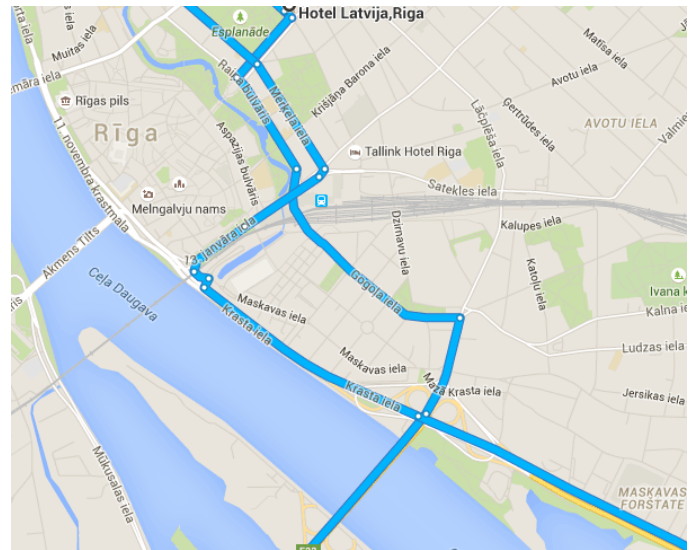 Hotel Latvija,Riga
Esplanāde
Muitas iela
Matīsa iela
Avotu iela
Raiņa bulvāris
Merķeļa iela
Krišjāņa Barona iela
Rīgas pils
Ģertrūdes iela
Lāčplēša iela
AVOTU IELA
Rīga
Aspazijas bulvāris
Tallink Hotel Riga
11. novembra krastmala
Melngalvju nams
Satekles iela
13. janvāra iela
Dzirnavu iela
Kalupes iela
Akmens Tilts
Katoļu iela
Ivana k
Ceļa Daugava
Gogoļa iela
Maskavas iela
Kalna iela
Krasta iela
Ludzas iela
Maskavas iela
Mazā Krasta iela
Krasta iela
Jersikas iela
Mūkusalas iela
MASKAVAS
FORŠTATE